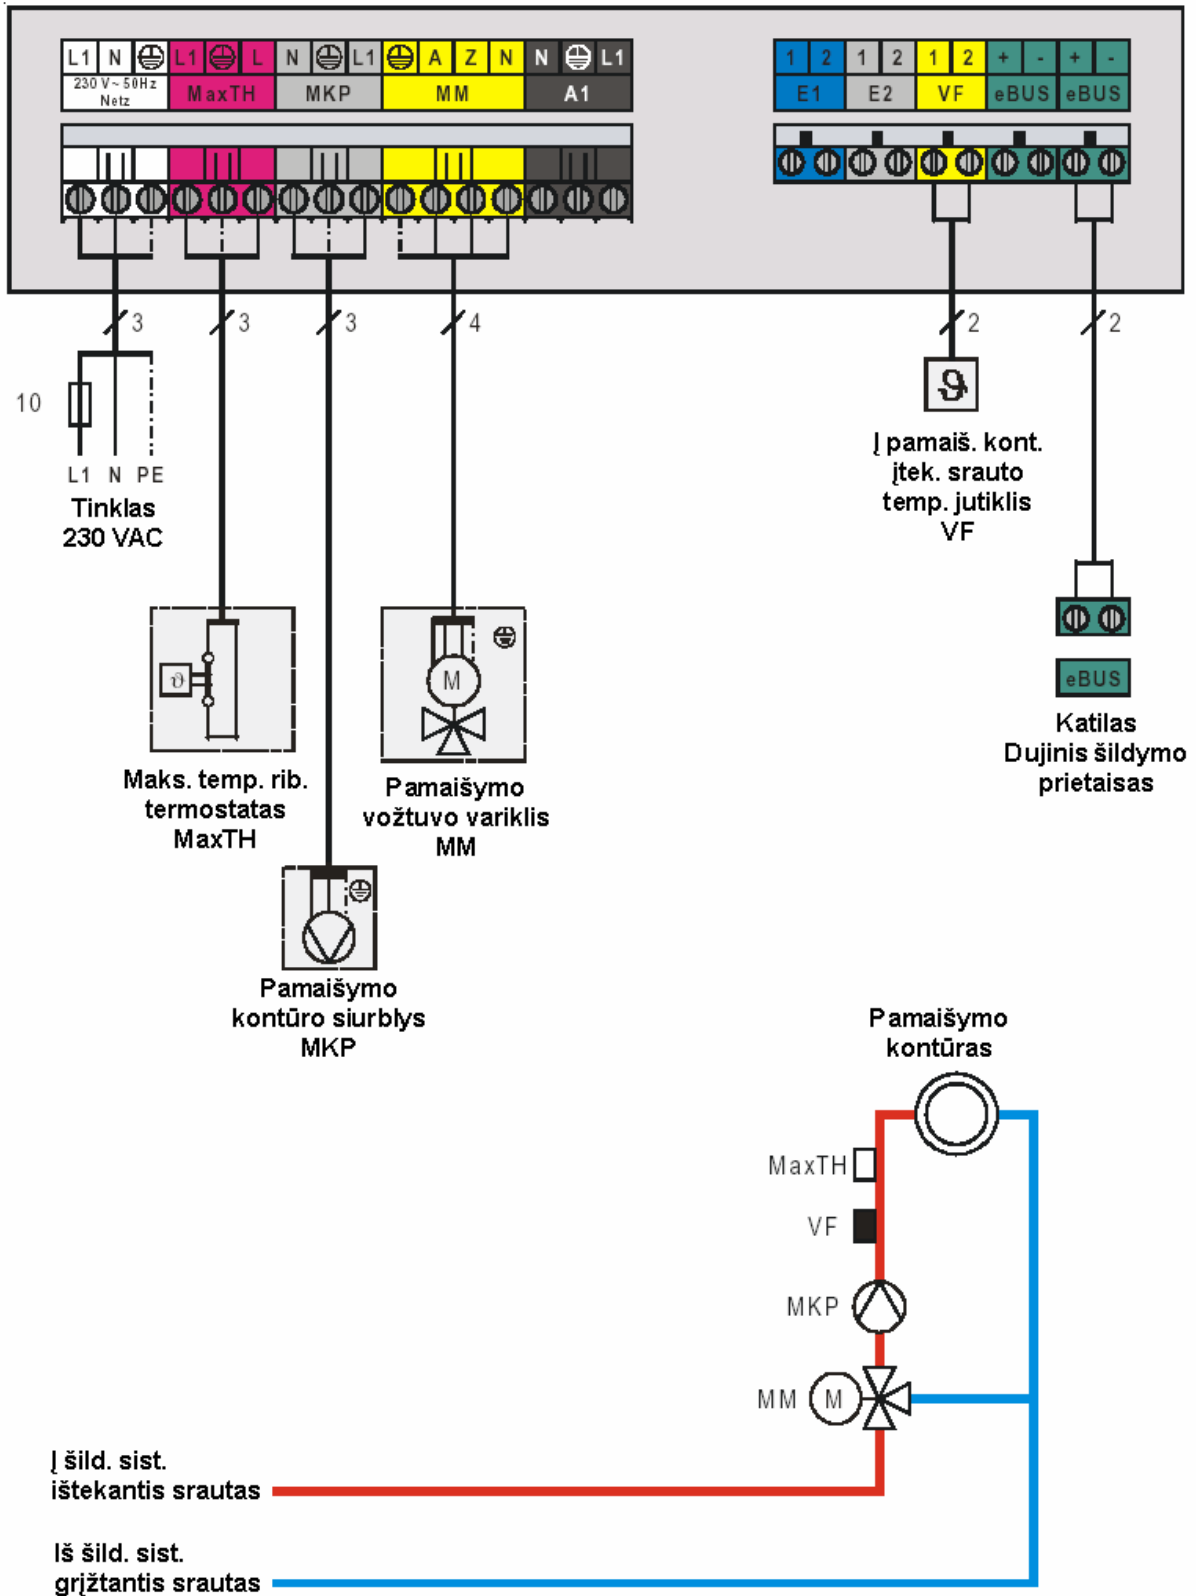 L1 N L1 L N L1 A Z N N L1
230 V~50Hz
Netz
MaxTH MKP MM A1
1 2 1 2 1 2 + - + -
E1 E2 VF eBUS eBUS
3 3 3 4 2 2
10
L1 N PE
Tinklas
230 VAC
ϑ
Į pamaiš. kont.
įtek. srauto
temp. jutiklis
VF
ϑ
Maks. temp. rib.
termostatas
MaxTH
M
Pamaišymo
vožtuvo variklis
MM
eBUS
Katilas
Dujinis šildymo
prietaisas
Pamaišymo
kontūro siurblys
MKP
Pamaišymo
kontūras
MaxTH
VF
MKP
MM M
Į šild. sist.
ištekantis srautas
Iš šild. sist.
grįžtantis srautas